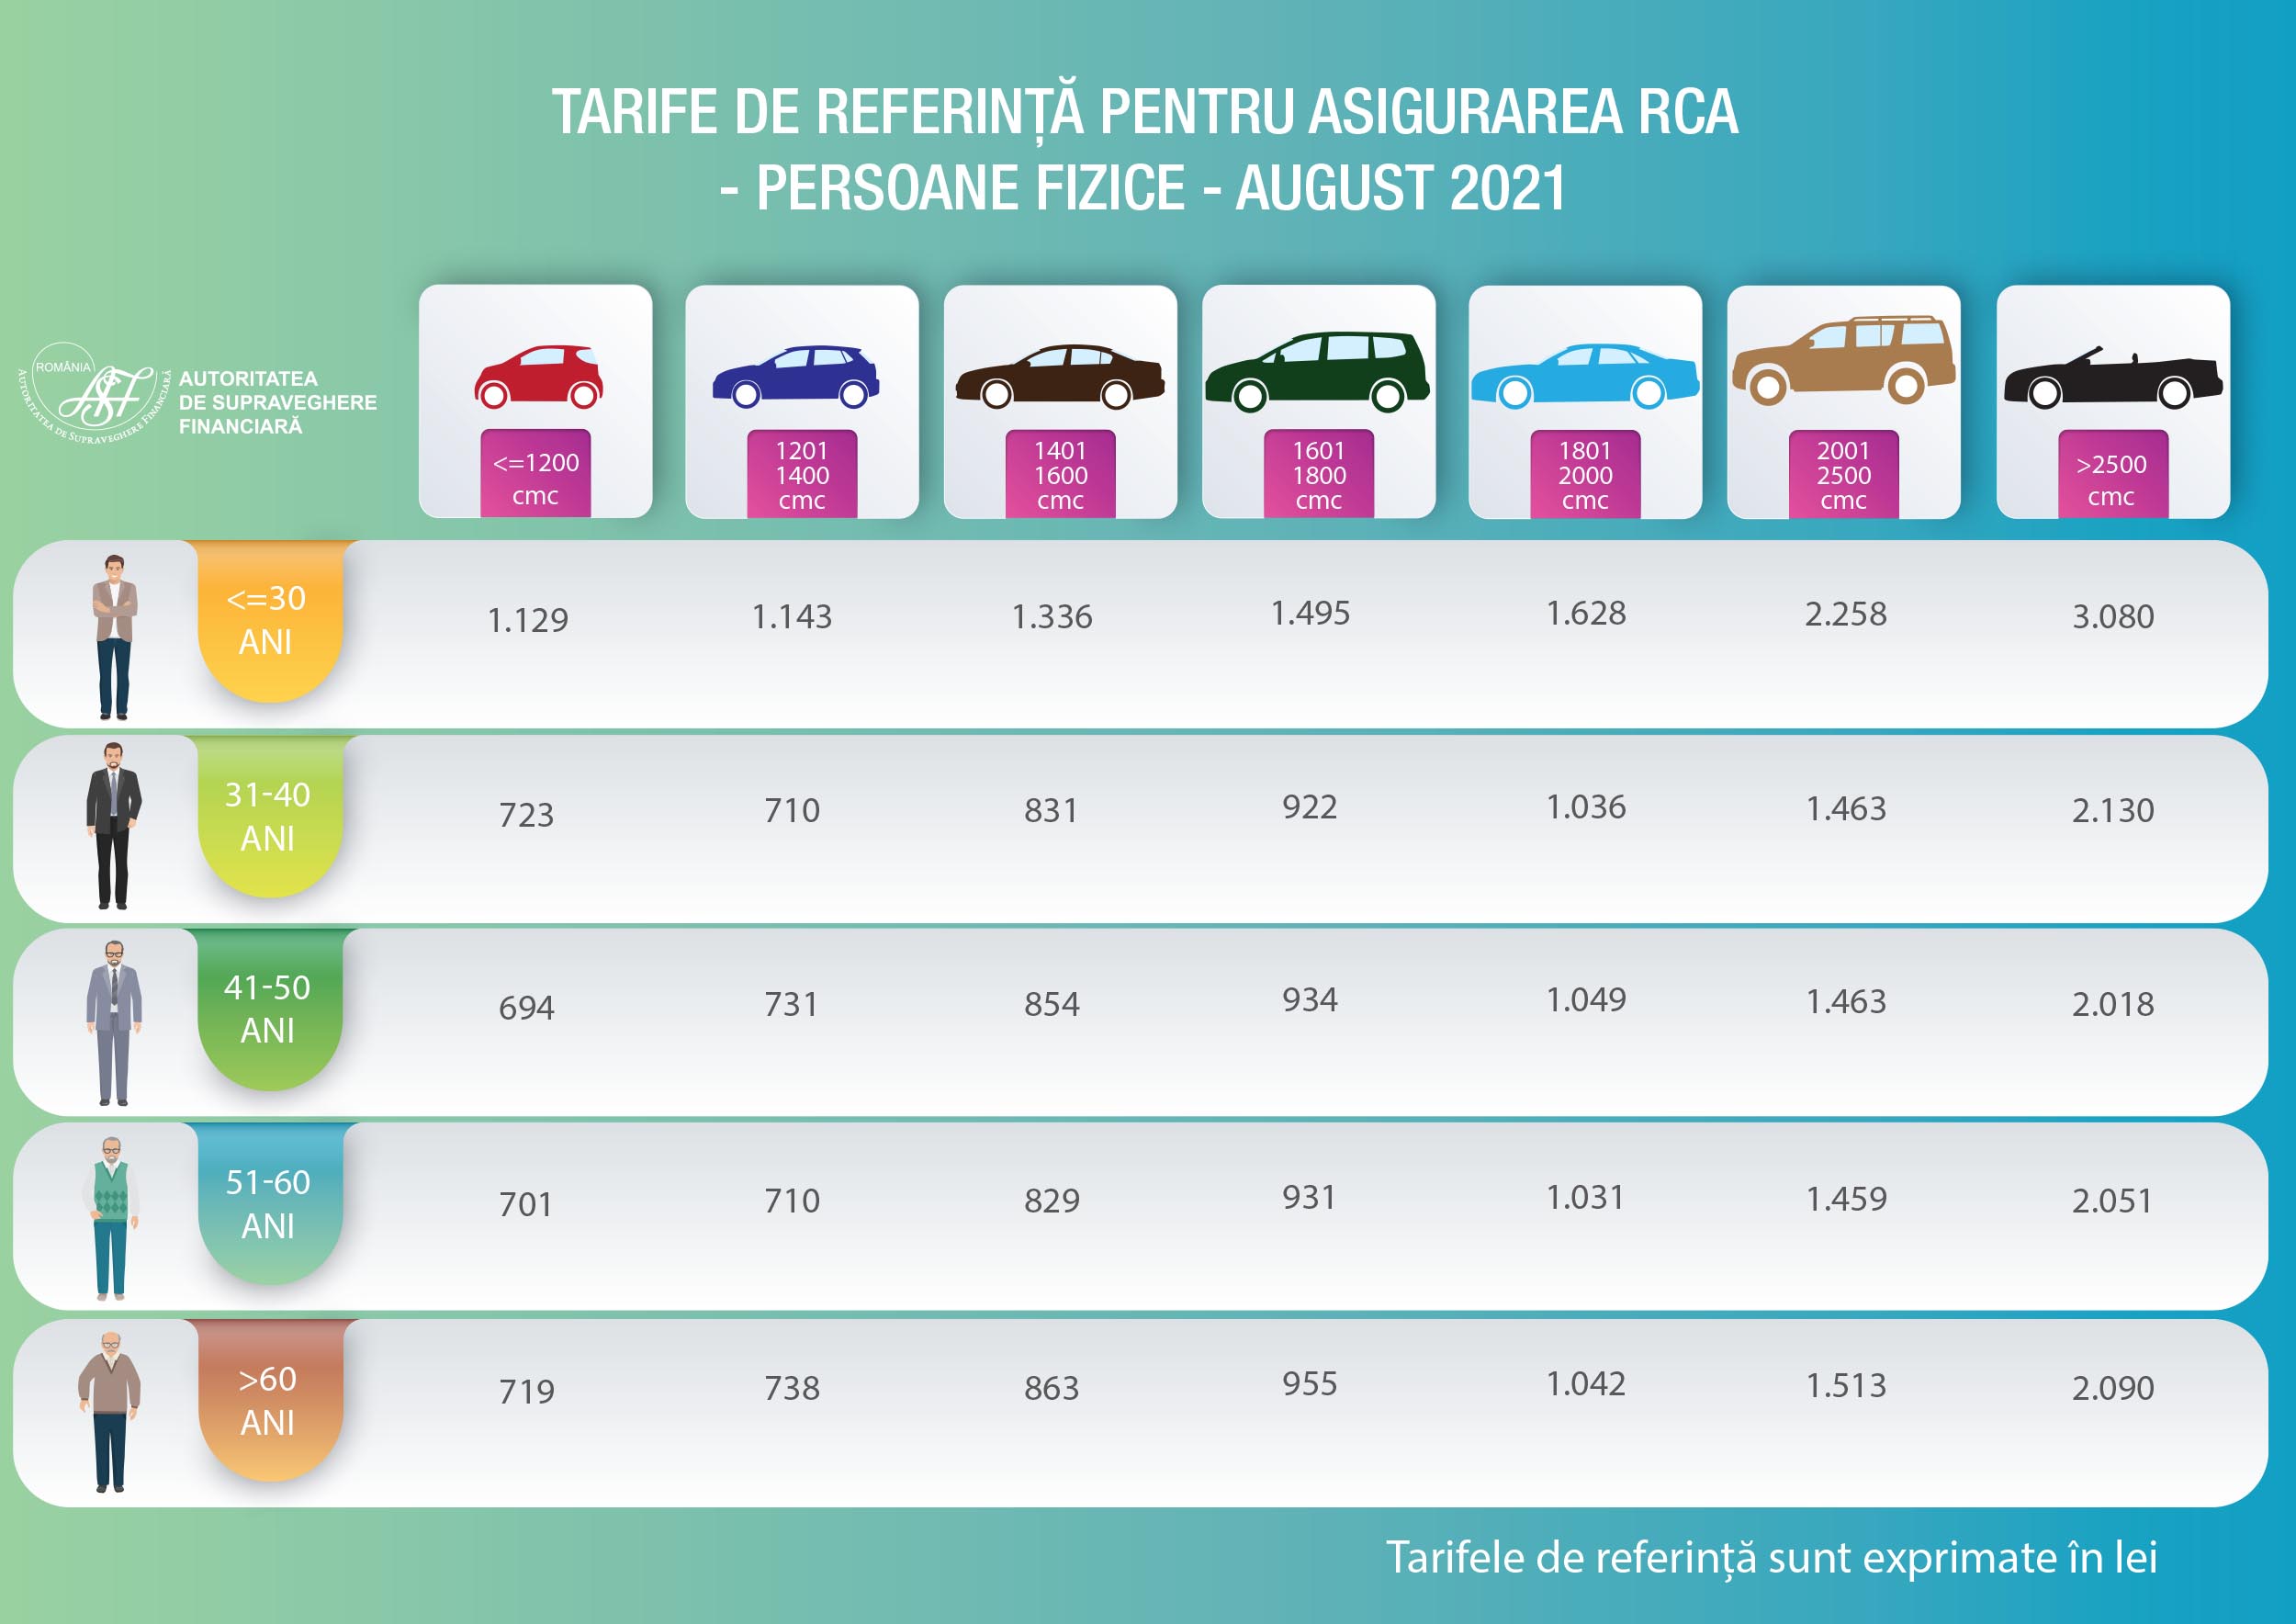 TARIFE DE REFERINȚĂ PENTRU ASIGURAREA RCA
- PERSOANE FIZICE - AUGUST 2021
ROMÂNIA
ASF
AUTORITATEA DE SUPRAVEGHERE FINANCIARĂ
AUTORITATEA
DE SUPRAVEGHERE
FINANCIARĂ
<=1200
cmc
1201
1400
cmc
1401
1600
cmc
1601
1800
cmc
1801
2000
cmc
2001
2500
cmc
>2500
cmc
<=30
ANI
1.129 1.143 1.336 1.495 1.628 2.258 3.080
31-40
ANI
723 710 831 922 1.036 1.463 2.130
41-50
ANI
694 731 854 934 1.049 1.463 2.018
51-60
ANI
701 710 829 931 1.031 1.459 2.051
>60
ANI
719 738 863 955 1.042 1.513 2.090
Tarifele de referință sunt exprimate în lei